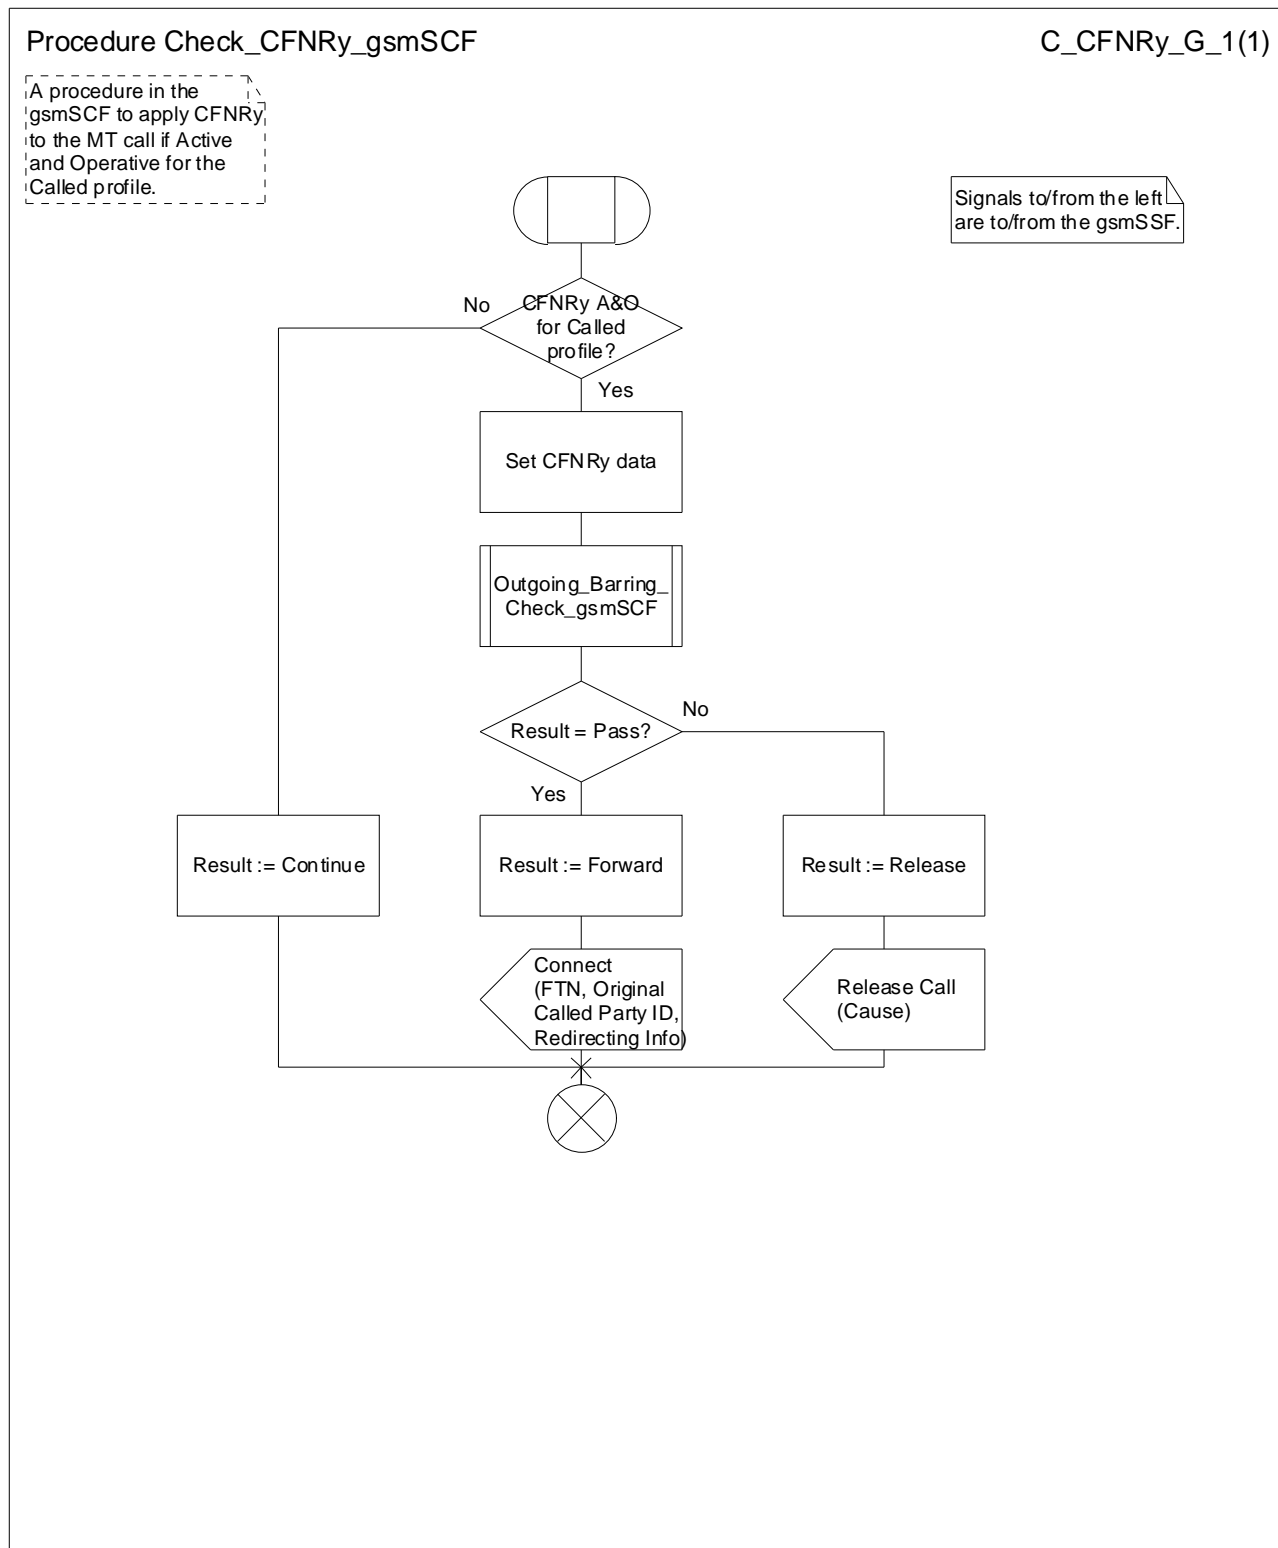 Procedure Check_CFNRy_gsmSCF
C_CFNRy_G_1(1)
A procedure in the
gsmSCF to apply CFNRy
to the MT call if Active
and Operative for the
Called profile.
Signals to/from the left
are to/from the gsmSSF.
No
CFNRy A&O
for Called
profile?
Yes
Set CFNRy data
Outgoing_Barring_
Check_gsmSCF
Result = Pass?
No
Yes
Result := Continue
Result := Forward
Result := Release
Connect
(FTN, Original
Called Party ID,
Redirecting Info)
Release Call
(Cause)